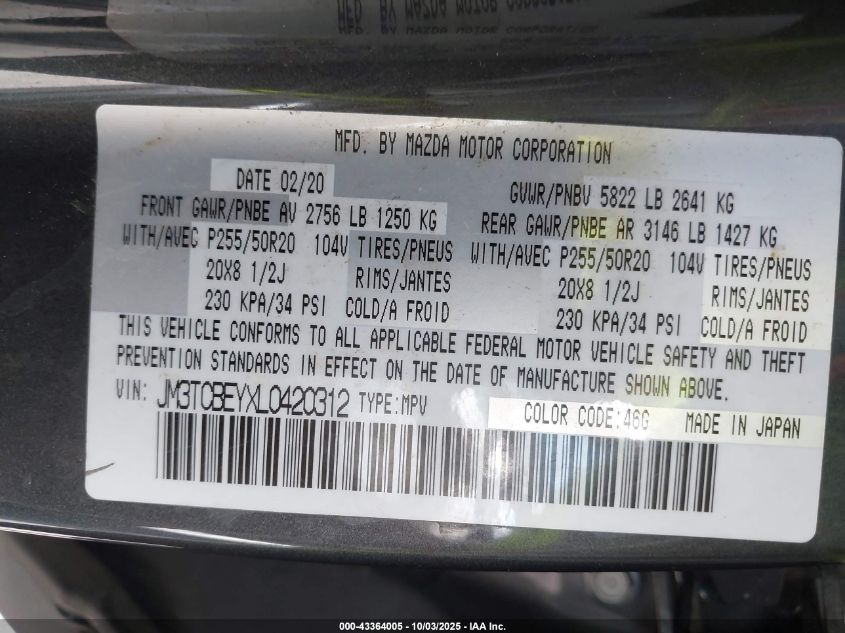 MFD. BY MAZDA MOTOR CORPORATION
DATE 02/20
GVWR/PNBV 5822 LB 2641 KG
FRONT GAWR/PNBE AV 2756 LB 1250 KG
REAR GAWR/PNBE AR 3146 LB 1427 KG
WITH/AVEC P255/50R20 104V TIRES/PNEUS
WITH/AVEC P255/50R20 104V TIRES/PNEUS
20X8 1/2J RIMS/JANTES
20X8 1/2J RIMS/JANTES
230 KPA/34 PSI COLD/A FROID
230 KPA/34 PSI COLD/A FROID
THIS VEHICLE CONFORMS TO ALL APPLICABLE FEDERAL MOTOR VEHICLE SAFETY AND THEFT
PREVENTION STANDARDS IN EFFECT ON THE DATE OF MANUFACTURE SHOWN ABOVE.
VIN: JM3TCBEYXL0420312 TYPE:MPV
COLOR CODE:46G MADE IN JAPAN
000-43364005 - 10/03/2025 - IAA Inc.